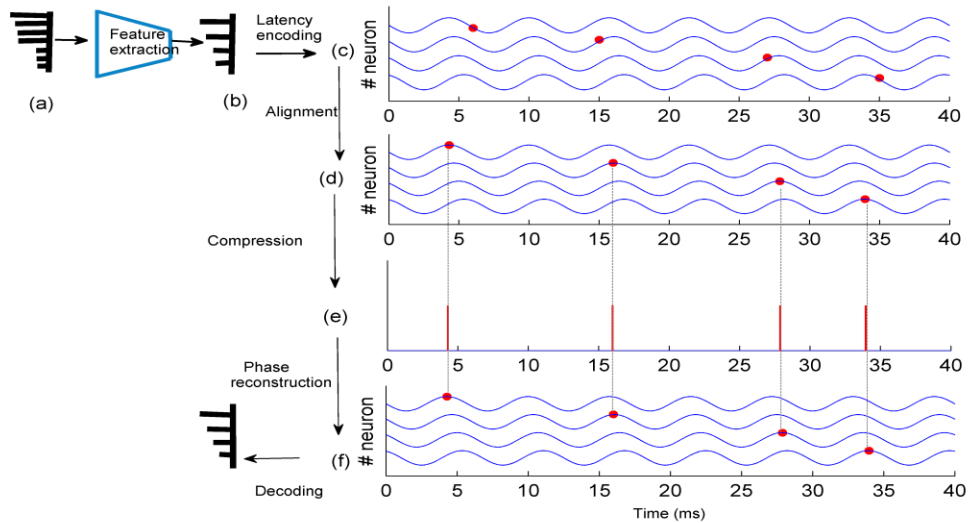 Feature
extraction
(a)
(b)
Latency
encoding
(c)
# neuron
0 5 10 15 20 25 30 35 40
Alignment
(d)
# neuron
0 5 10 15 20 25 30 35 40
Compression
(e)
0 5 10 15 20 25 30 35 40
Phase
reconstruction
(f)
# neuron
0 5 10 15 20 25 30 35 40
Decoding
Time (ms)